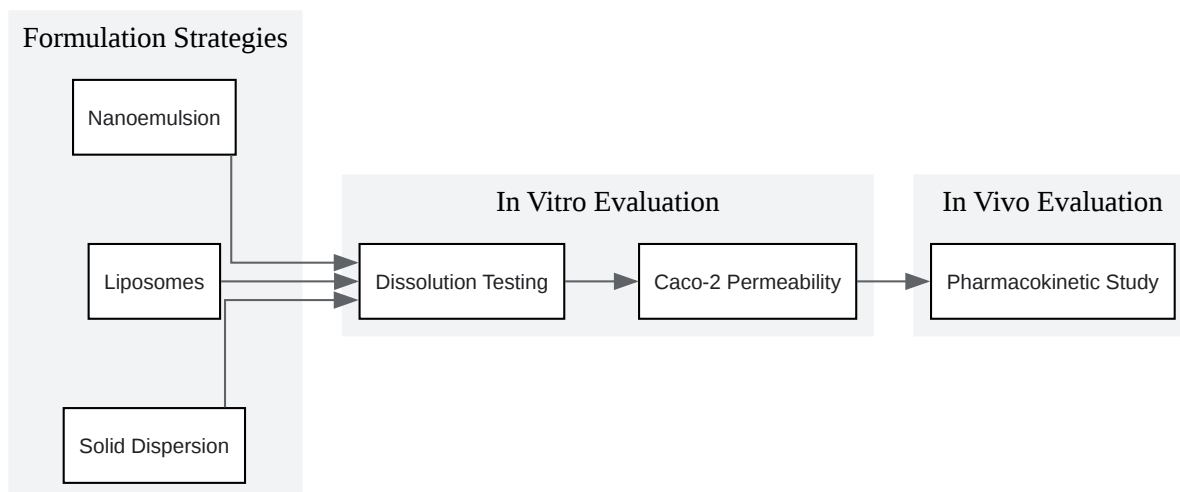 Formulation Strategies
Nanoemulsion
Liposomes
Solid Dispersion
In Vitro Evaluation
Dissolution Testing
Caco-2 Permeability
In Vivo Evaluation
Pharmacokinetic Study